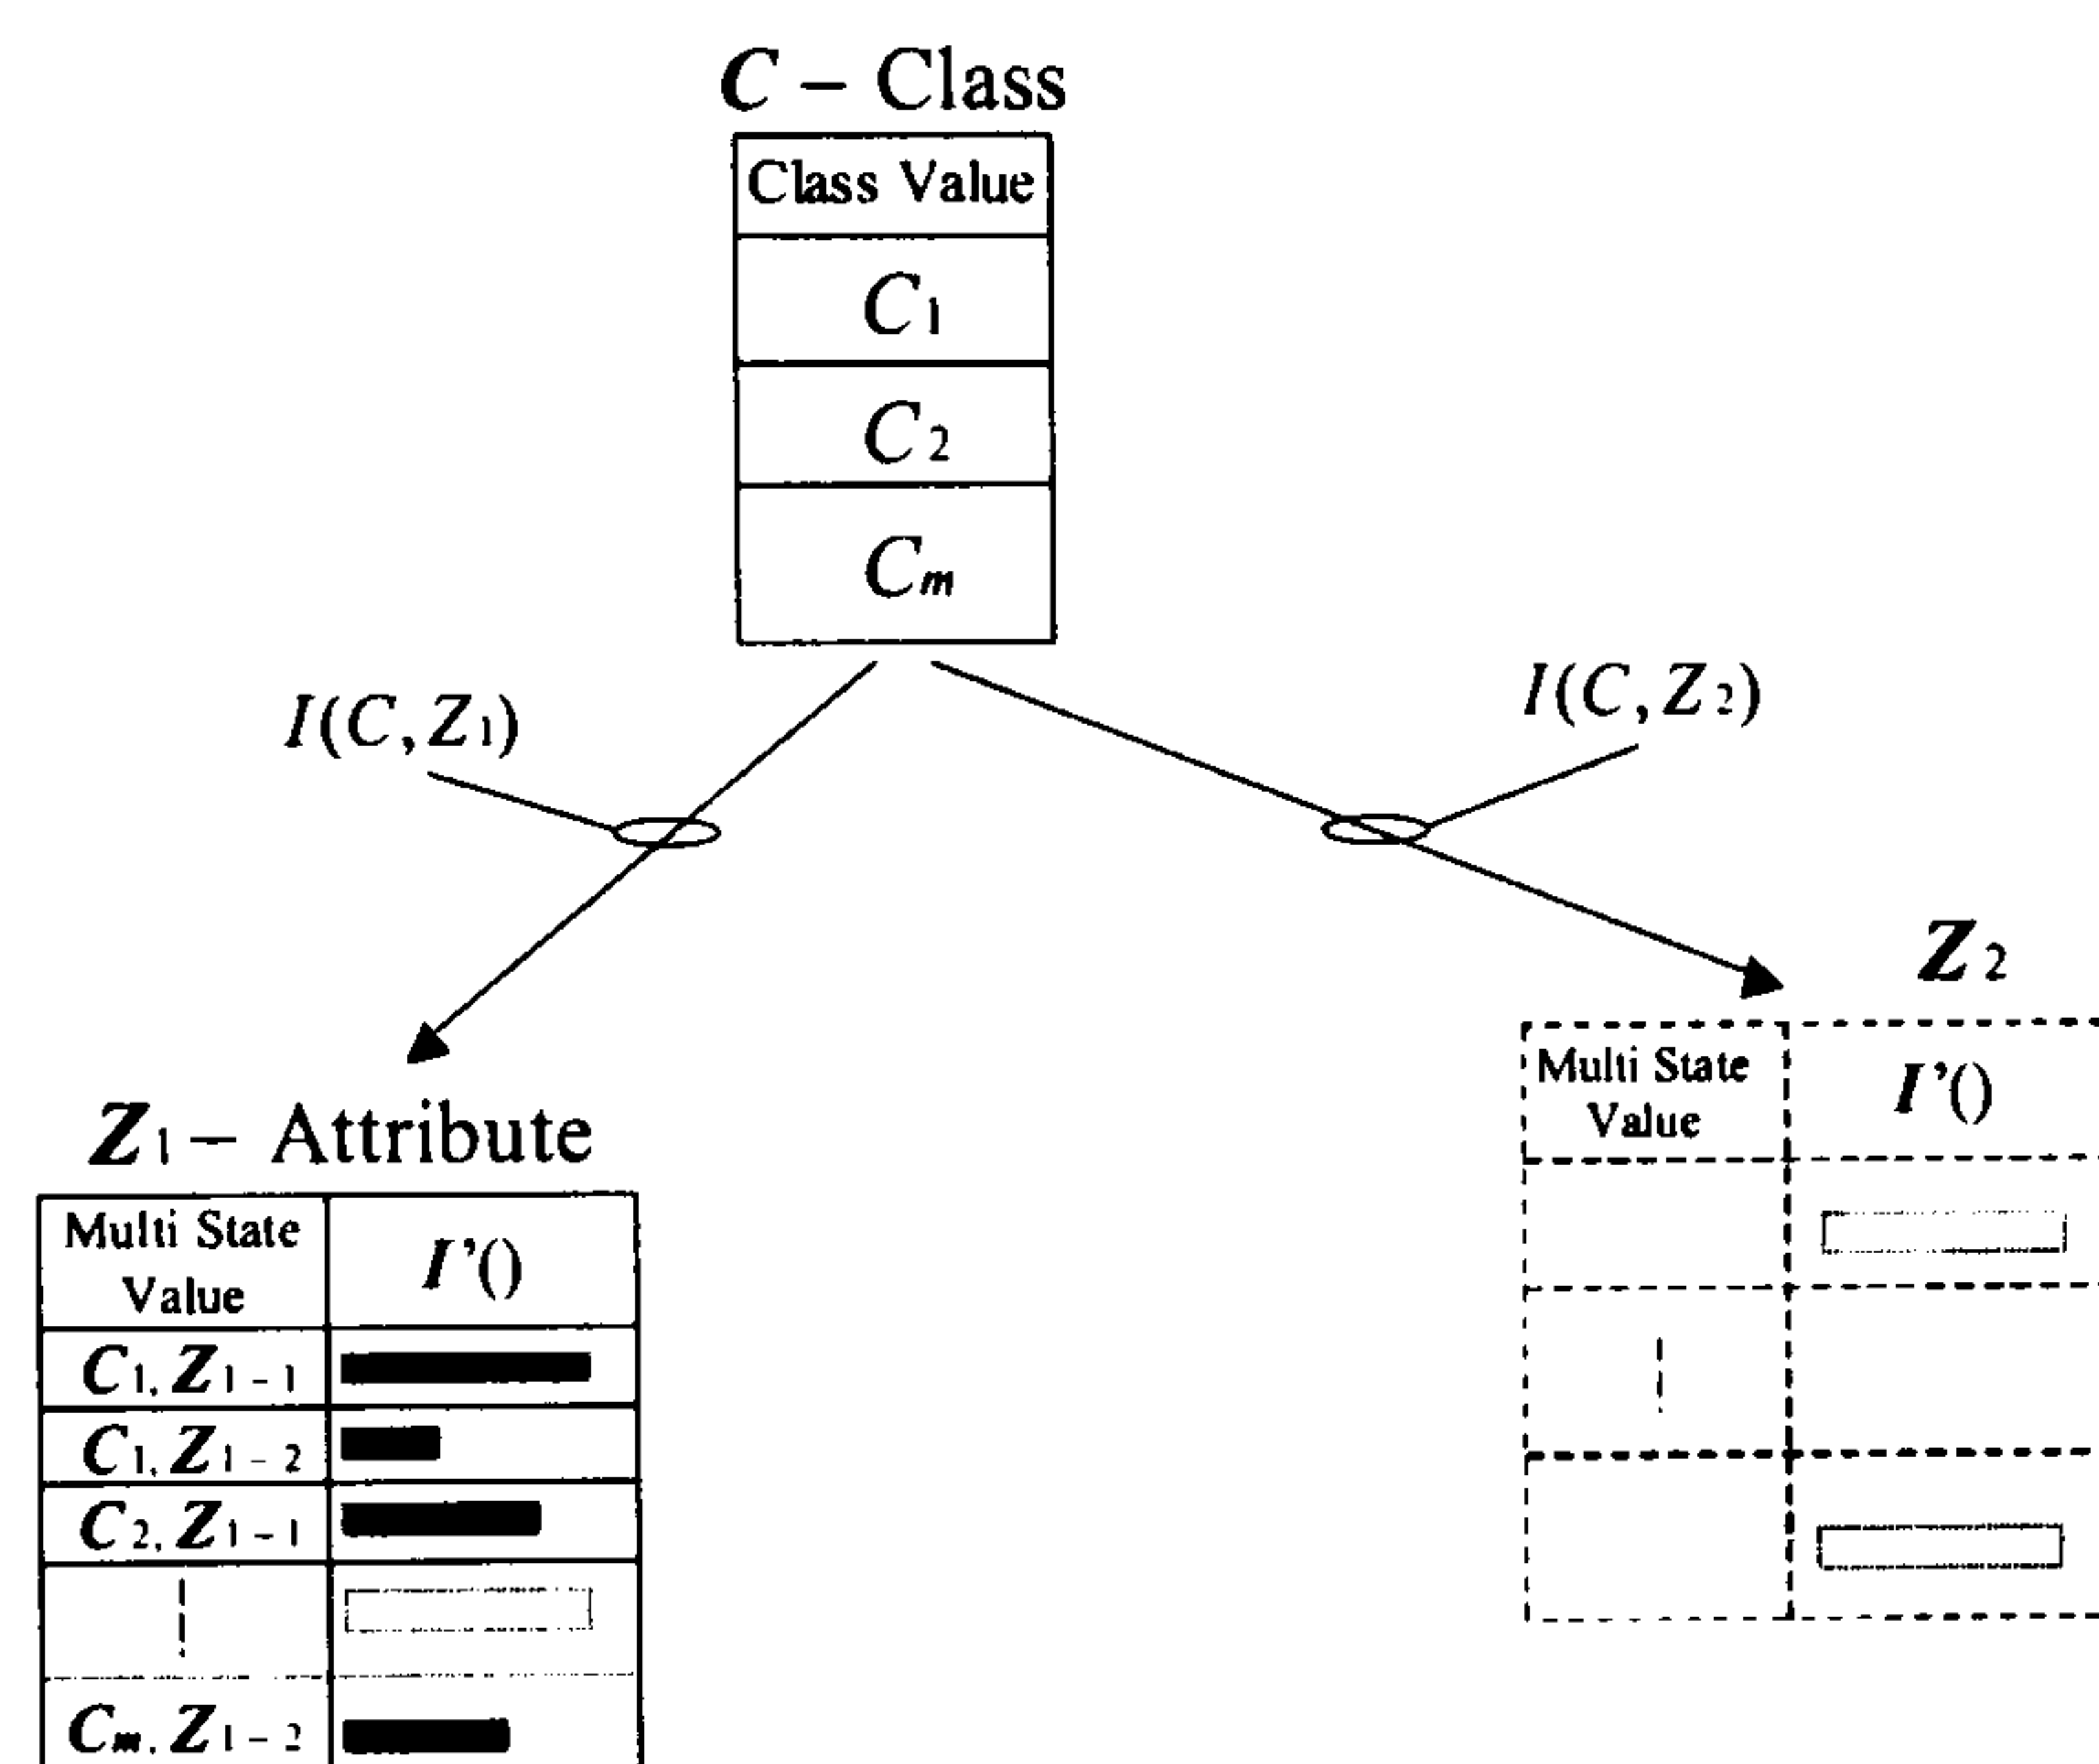 C – Class
Class Value
C1
C2
Cm
I(C,Z1)
I(C,Z2)
Z1 – Attribute
Multi State
Value
I'()
C1, Z1-1
C1, Z1-2
C2, Z1-1
Cm, Z1-2
Z2
Multi State
Value
I'()